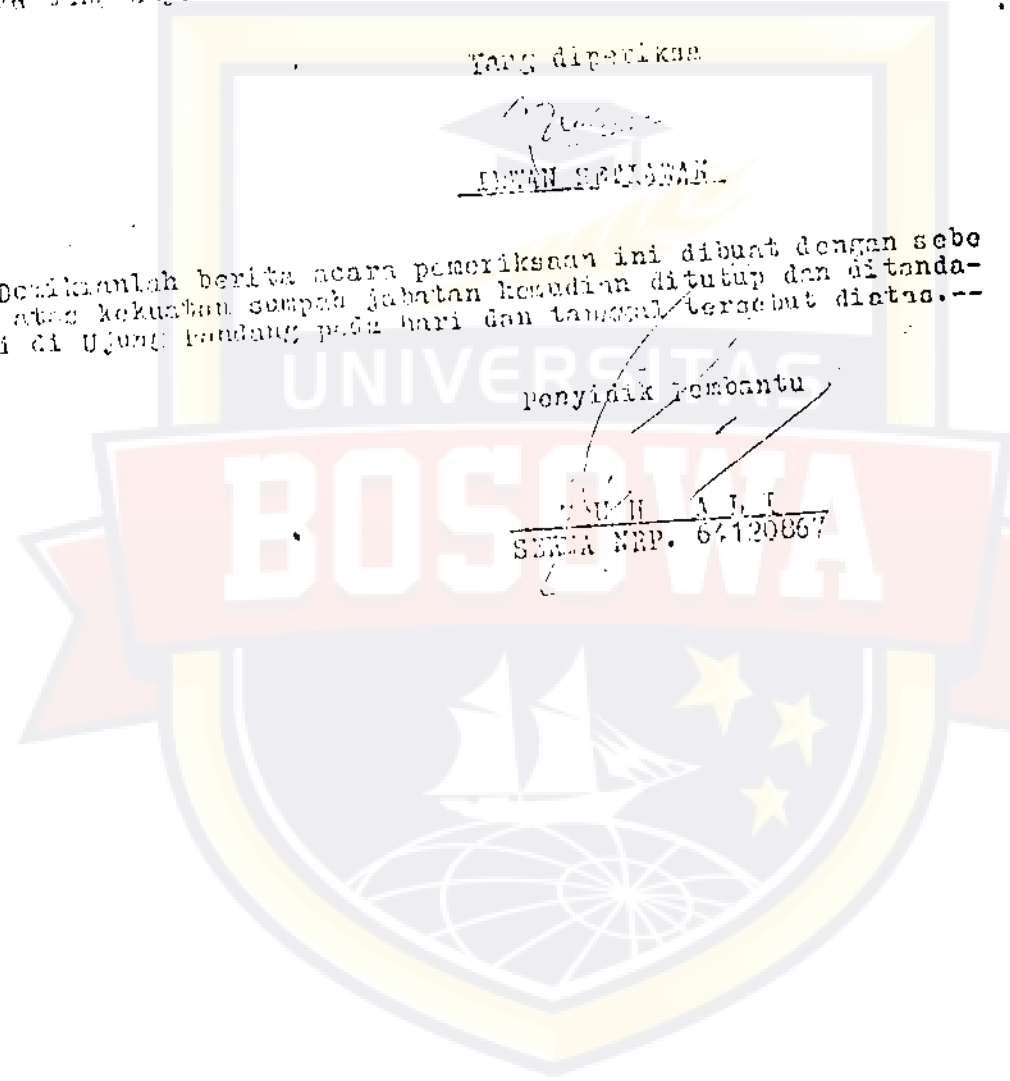 Yang diperiksa
Demikianlah berita acara pemeriksaan ini dibuat dengan sebe
atas kekuatan sumpah jabatan kemudian ditutup dan ditanda-
i di Ujung Pandang pada hari dan tanggal tersebut diatas.--
penyidik pembantu
A L I
SERDA NRP. 64120867
UNIVERSITAS
BOSOWA